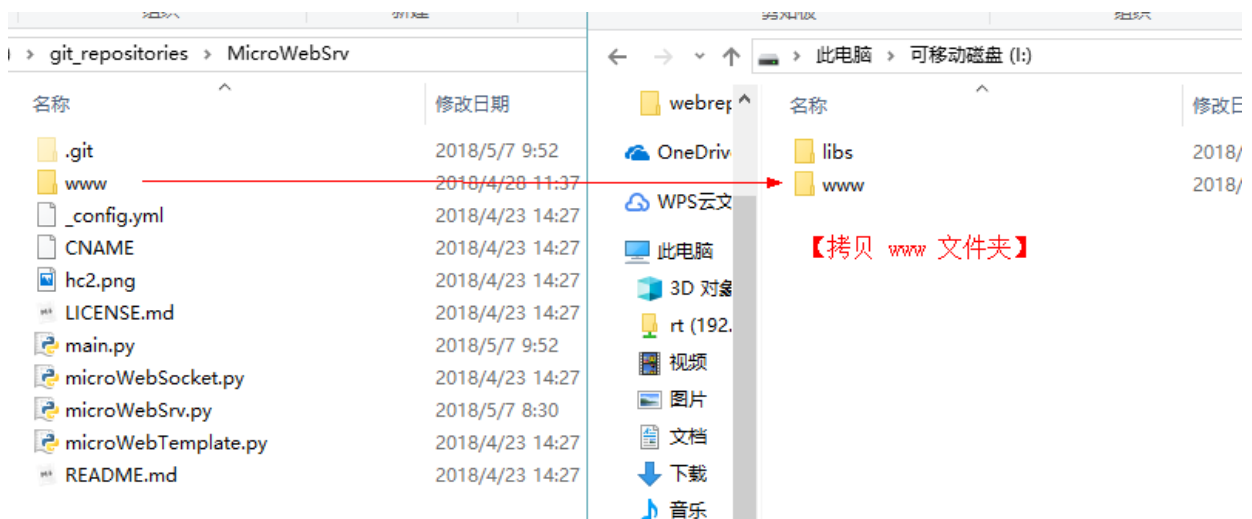 git_repositories > MicroWebSrv
名称 修改日期
.git 2018/5/7 9:52
www 2018/4/28 11:37
_config.yml 2018/4/23 14:27
CNAME 2018/4/23 14:27
hc2.png 2018/4/23 14:27
LICENSE.md 2018/4/23 14:27
main.py 2018/5/7 9:52
microWebSocket.py 2018/4/23 14:27
microWebSrv.py 2018/5/7 8:30
microWebTemplate.py 2018/4/23 14:27
README.md 2018/4/23 14:27
此电脑 > 可移动磁盘 (I:)
webrep
OneDriv
WPS云文
此电脑
3D 对象
rt (192.
视频
图片
文档
下载
音乐
名称 修改日
libs 2018/
www 2018/
【拷贝 www 文件夹】